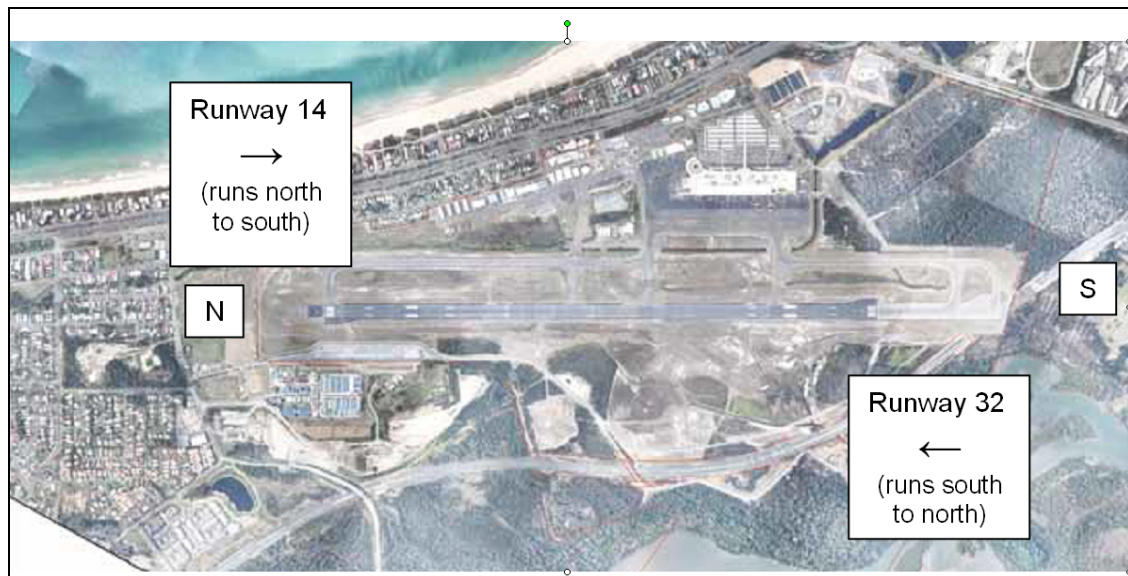 Runway 14
→
(runs north
to south)
N
S
Runway 32
←
(runs south
to north)